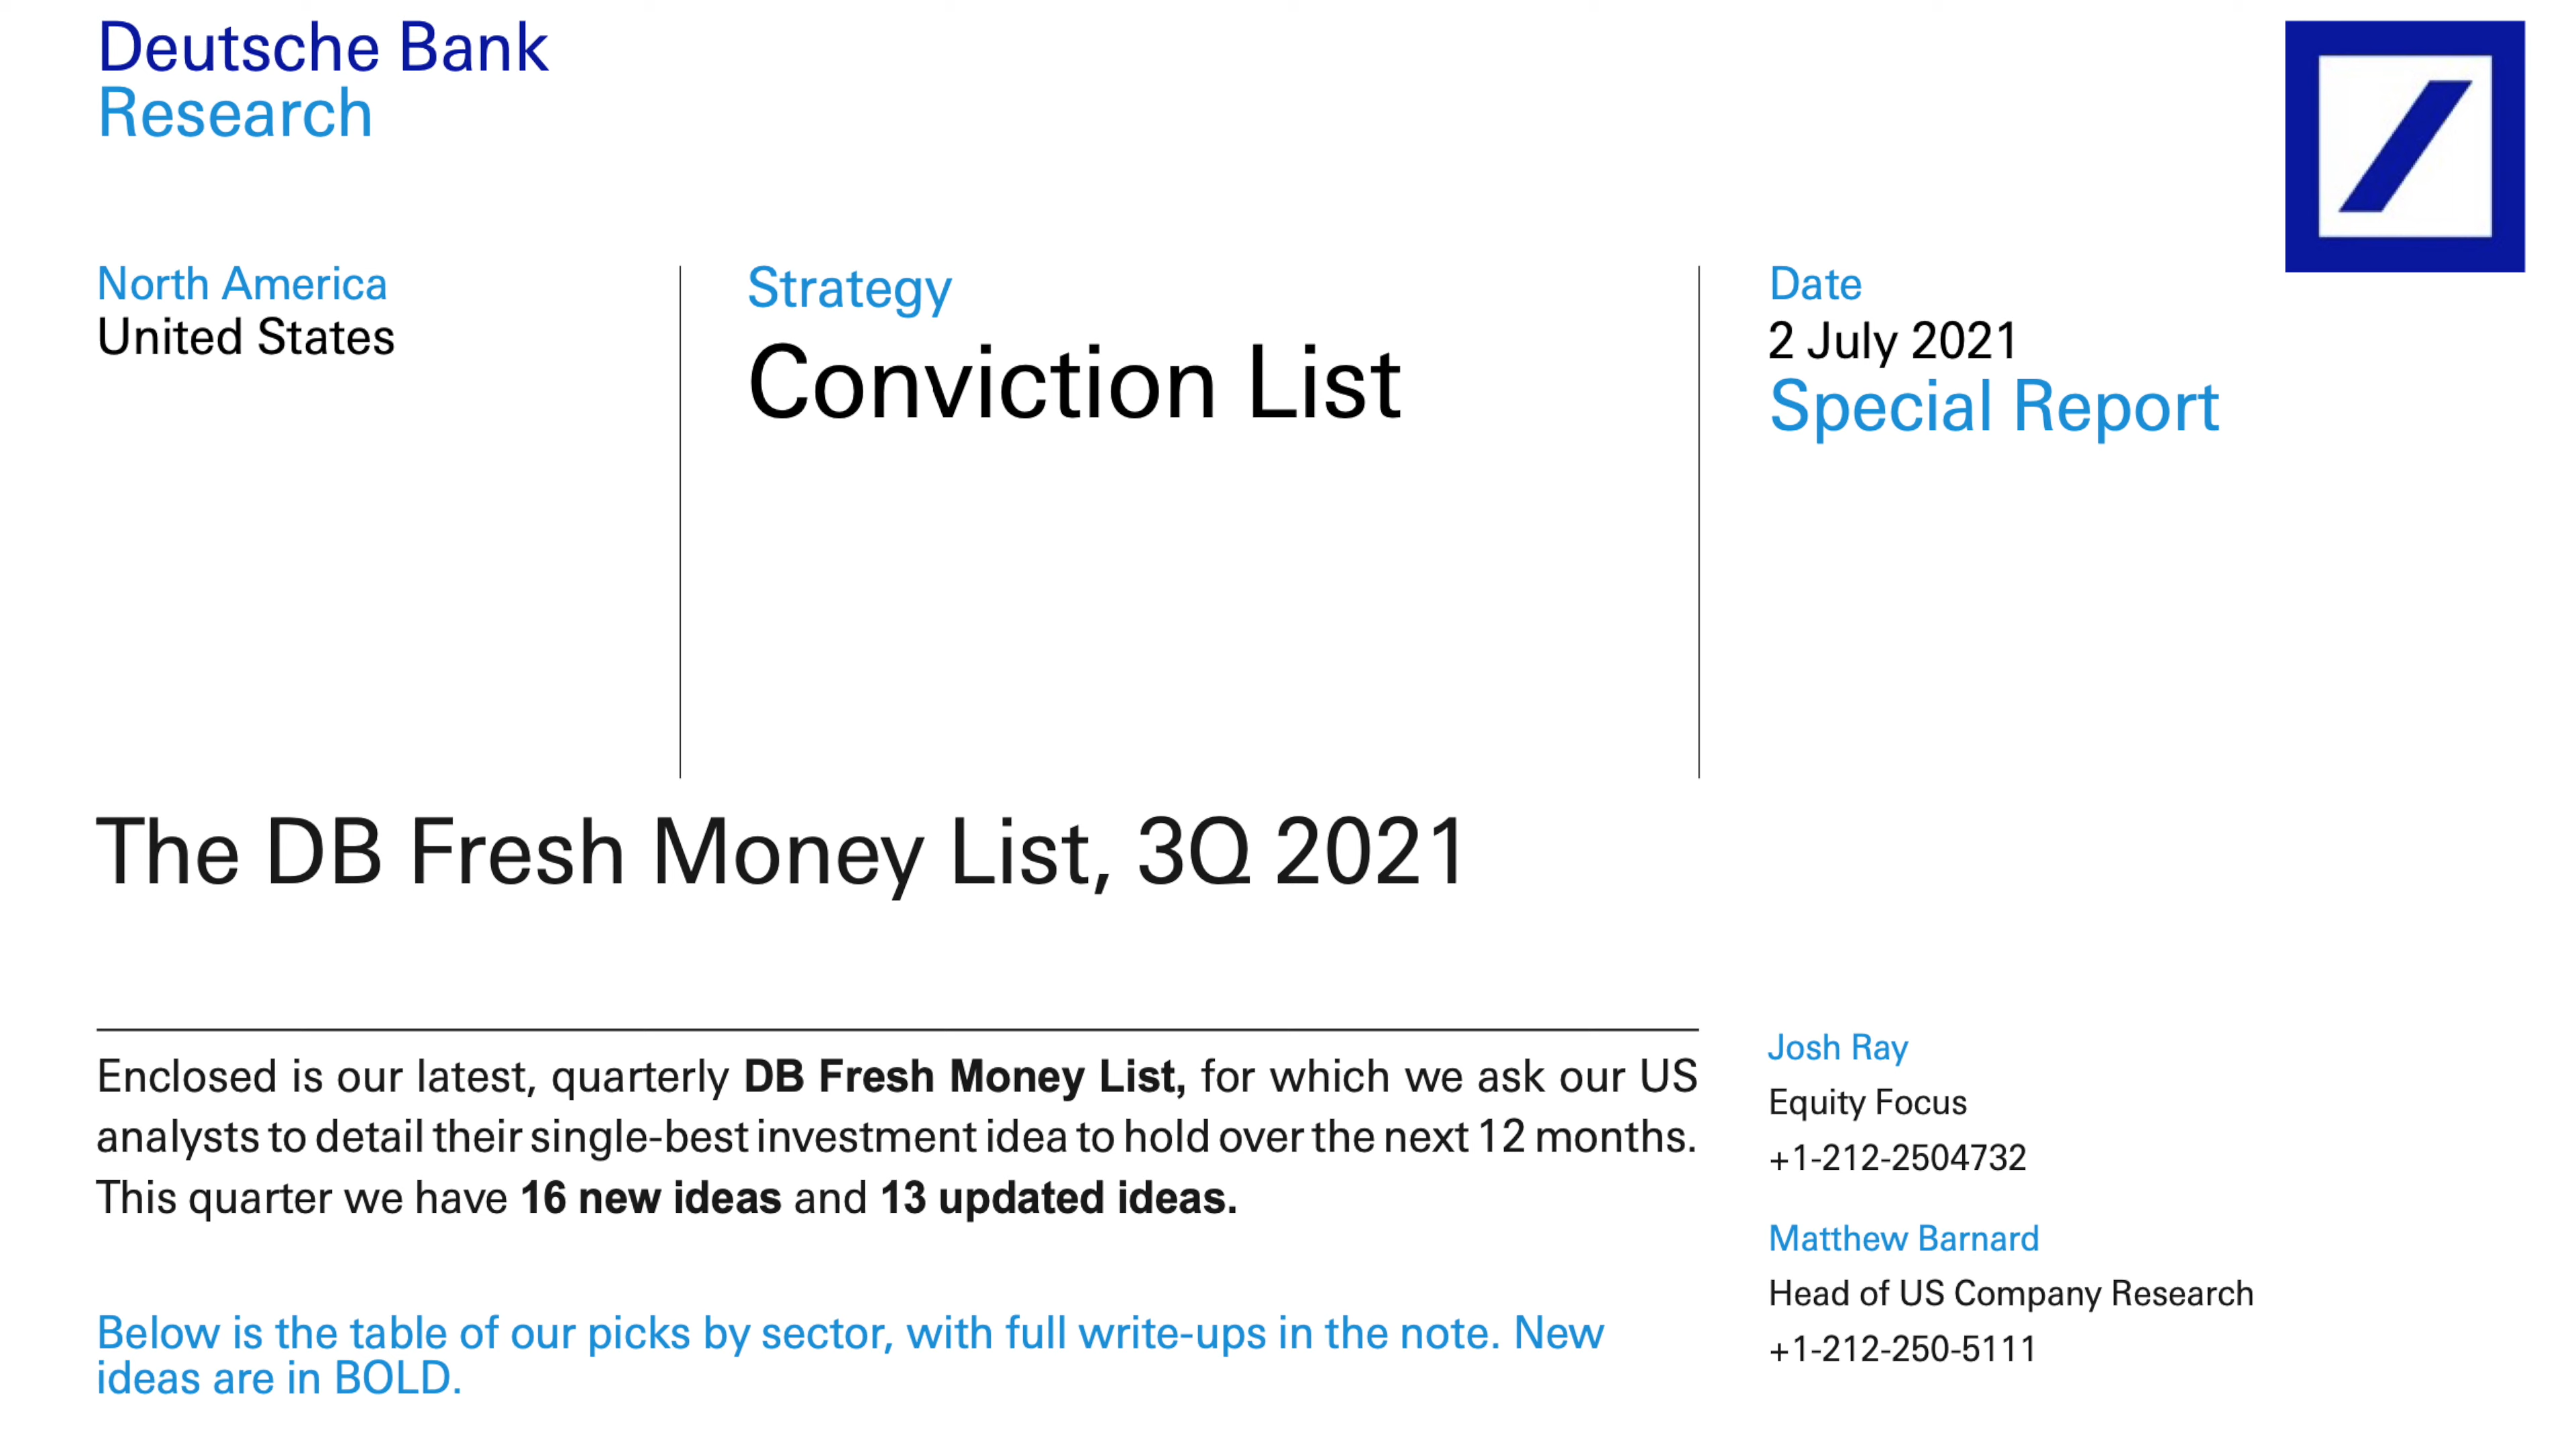 Deutsche Bank
Research
North America
United States
Strategy
Conviction List
Date
2 July 2021
Special Report
The DB Fresh Money List, 3Q 2021
Enclosed is our latest, quarterly DB Fresh Money List, for which we ask our US
analysts to detail their single-best investment idea to hold over the next 12 months.
This quarter we have 16 new ideas and 13 updated ideas.
Below is the table of our picks by sector, with full write-ups in the note. New
ideas are in BOLD.
Josh Ray
Equity Focus
+1-212-2504732
Matthew Barnard
Head of US Company Research
+1-212-250-5111